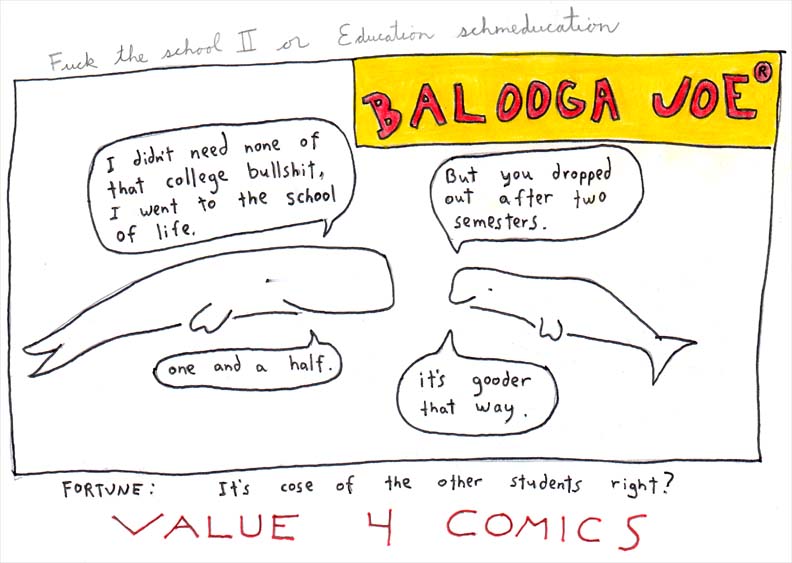 Fuck the school II or Education schmeducation
BALOOGA JOE®
I didn't need none of
that college bullshit,
I went to the school
of life.
But you dropped
out after two
semesters.
one and a half.
it's gooder
that way.
FORTUNE: It's cose of the other students right?
VALUE 4 COMICS